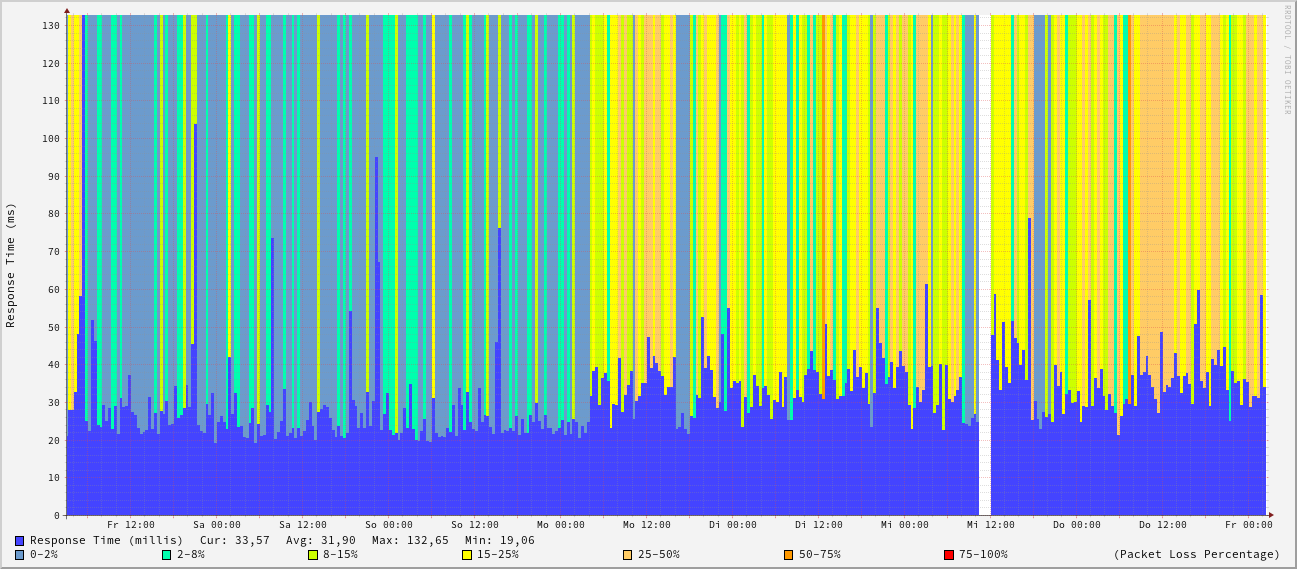 RRDTOOL / TOBI OETIKER
Response Time (ms)
130
120
110
100
90
80
70
60
50
40
30
20
10
0
Fr 12:00 Sa 00:00 Sa 12:00 So 00:00 So 12:00 Mo 00:00 Mo 12:00 Di 00:00 Di 12:00 Mi 00:00 Mi 12:00 Do 00:00 Do 12:00 Fr 00:00
Response Time (millis) Cur: 33,57 Avg: 31,90 Max: 132,65 Min: 19,06
0-2% 2-8% 8-15% 15-25% 25-50% 50-75% 75-100% (Packet Loss Percentage)